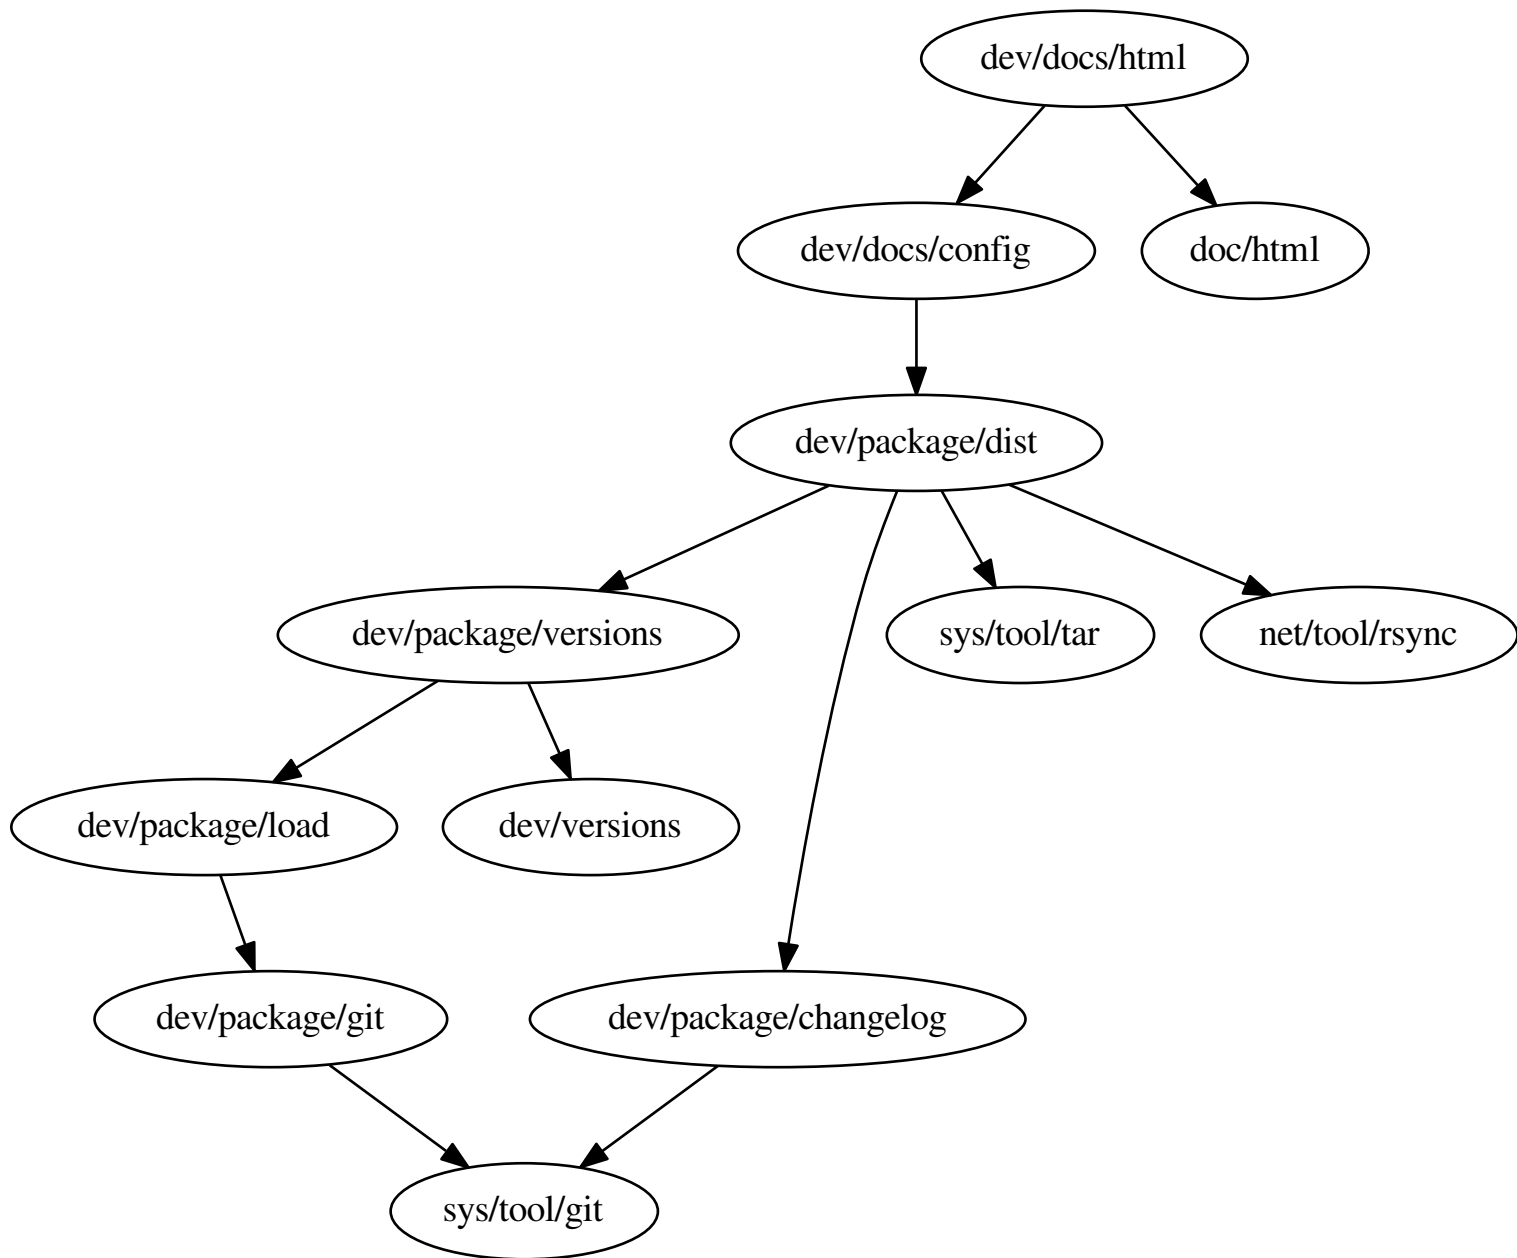 dev/docs/html
dev/docs/config
doc/html
dev/package/dist
dev/package/versions
sys/tool/tar
net/tool/rsync
dev/package/load
dev/versions
dev/package/git
dev/package/changelog
sys/tool/git